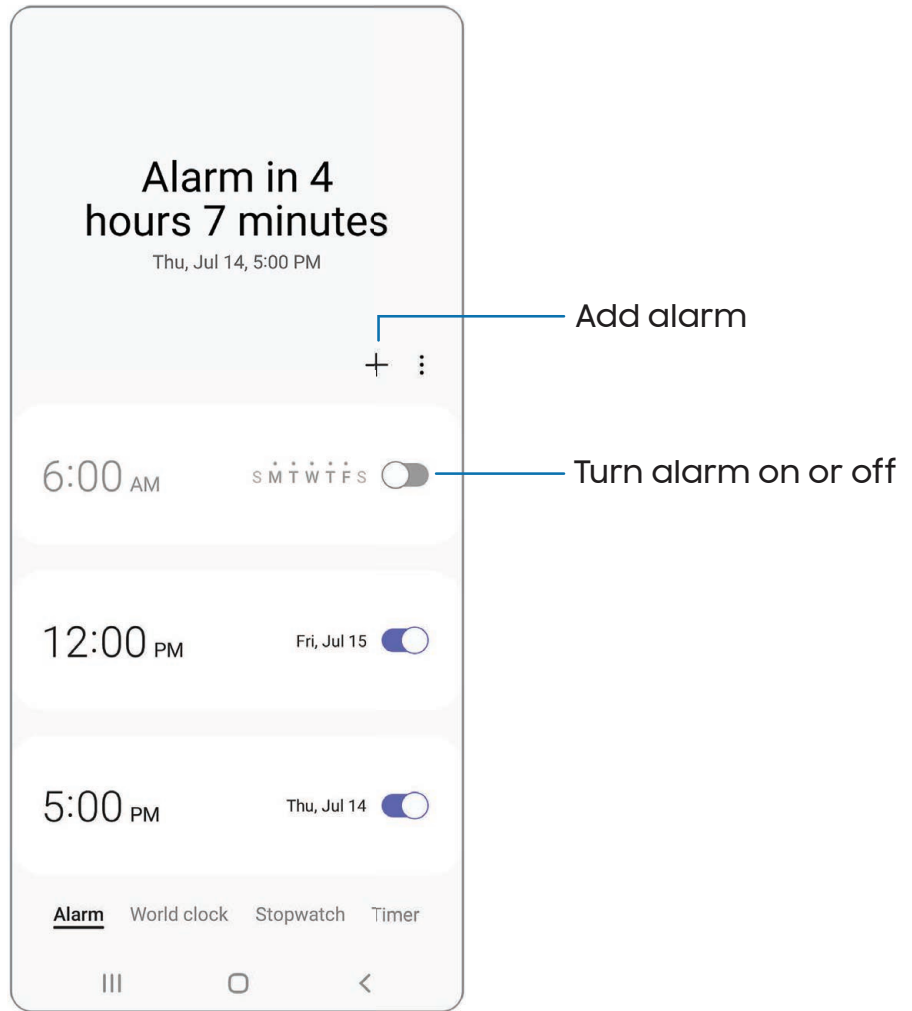 Alarm in 4
hours 7 minutes
Thu, Jul 14, 5:00 PM
Add alarm
6:00 AM S M T W T F S
Turn alarm on or off
12:00 PM Fri, Jul 15
5:00 PM Thu, Jul 14
Alarm World clock Stopwatch Timer